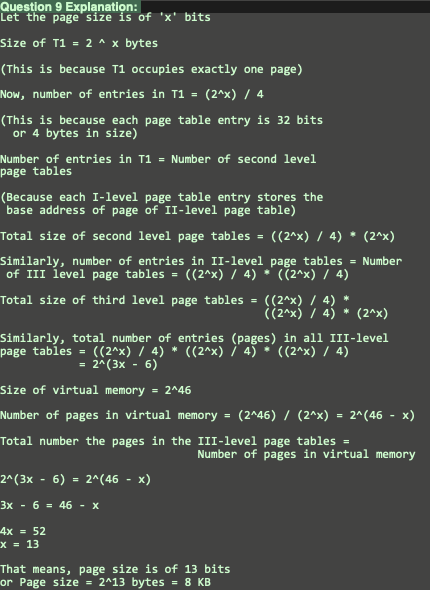 Question 9 Explanation:
Let the page size is of 'x' bits
Size of T1 = 2 ^ x bytes
(This is because T1 occupies exactly one page)
Now, number of entries in T1 = (2^x) / 4
(This is because each page table entry is 32 bits
or 4 bytes in size)
Number of entries in T1 = Number of second level
page tables
(Because each I-level page table entry stores the
base address of page of II-level page table)
Total size of second level page tables = ((2^x) / 4) * (2^x)
Similarly, number of entries in II-level page tables = Number
of III level page tables = ((2^x) / 4) * ((2^x) / 4)
Total size of third level page tables = ((2^x) / 4) *
((2^x) / 4) * (2^x)
Similarly, total number of entries (pages) in all III-level
page tables = ((2^x) / 4) * ((2^x) / 4) * ((2^x) / 4)
= 2^(3x - 6)
Size of virtual memory = 2^46
Number of pages in virtual memory = (2^46) / (2^x) = 2^(46 - x)
Total number the pages in the III-level page tables =
Number of pages in virtual memory
2^(3x - 6) = 2^(46 - x)
3x - 6 = 46 - x
4x = 52
x = 13
That means, page size is of 13 bits
or Page size = 2^13 bytes = 8 KB